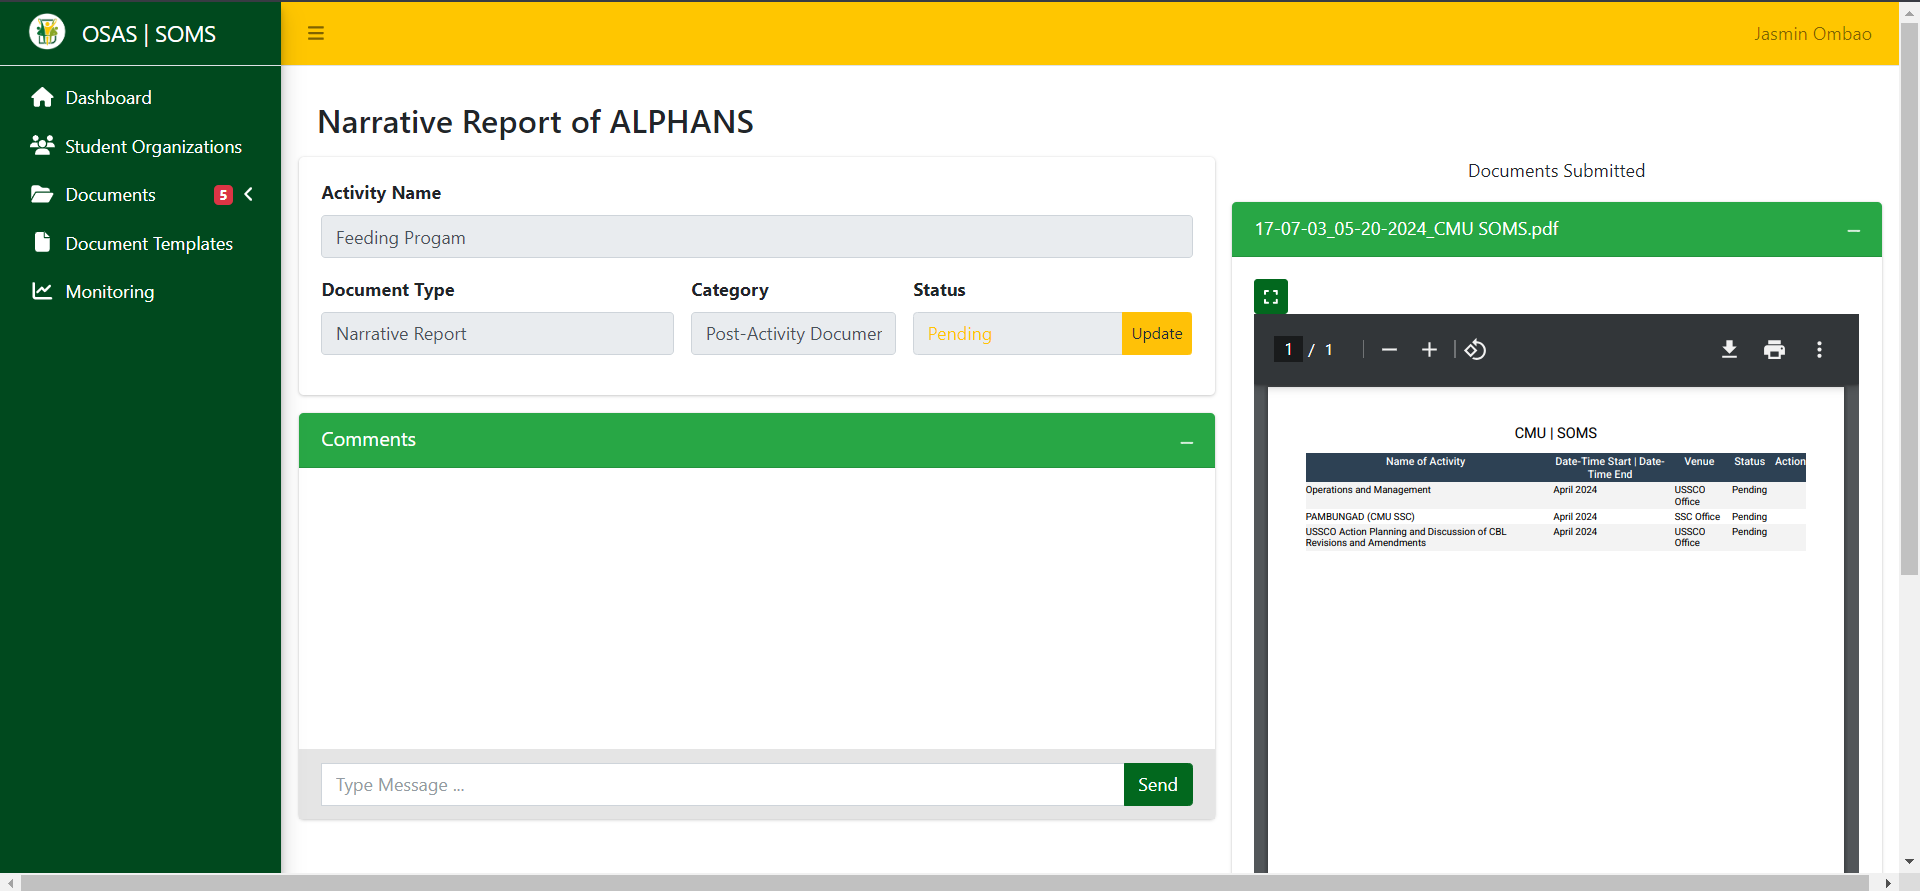 OSAS | SOMS
Jasmin Ombao
Dashboard
Student Organizations
Documents 5
Document Templates
Monitoring
Narrative Report of ALPHANS
Activity Name
Feeding Progam
Document Type Category Status
Narrative Report Post-Activity Documen Pending Update
Comments
Type Message ...
Send
Documents Submitted
17-07-03_05-20-2024_CMU SOMS.pdf
1 / 1
CMU | SOMS
Name of Activity Date-Time Start | Date- Venue Status Action
Time End
Operations and Management April 2024 USSCO Pending
Office
PAMBUNGAD (CMU SSC) April 2024 SSC Office Pending
USSCO Action Planning and Discussion of CBL April 2024 USSCO Pending
Revisions and Amendments Office